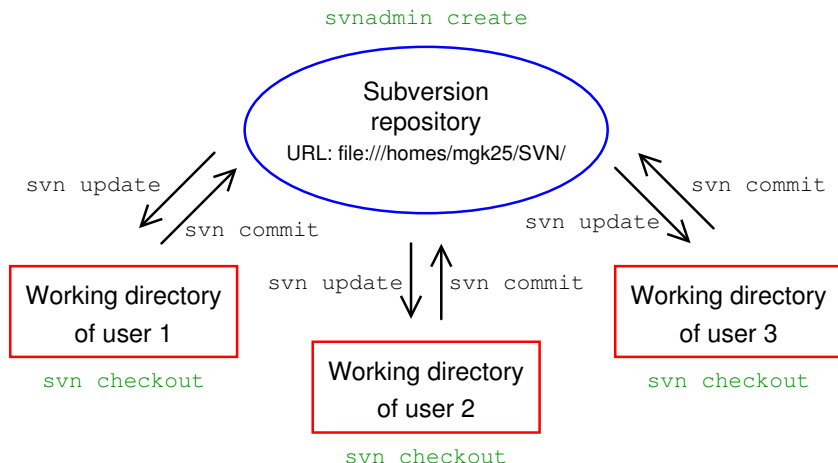 svnadmin create
Subversion
repository
URL: file:///homes/mgk25/SVN/
svn update
svn commit
svn update
svn commit
svn commit
svn update
Working directory
of user 1
svn checkout
Working directory
of user 2
svn checkout
Working directory
of user 3
svn checkout